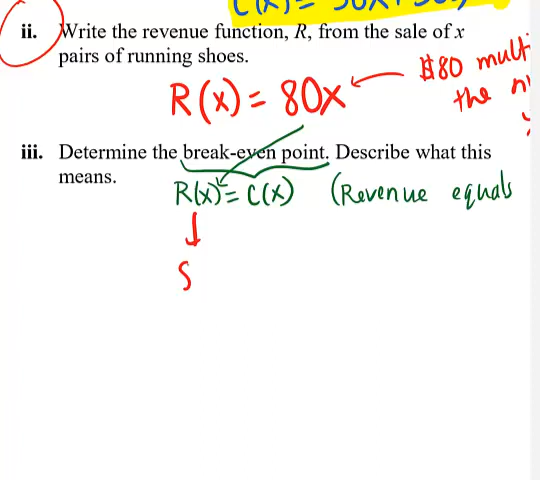 ii. Write the revenue function, R, from the sale of x
pairs of running shoes.
R(x) = 80x ← $80 mult
the
iii. Determine the break-even point. Describe what this
means.
R(x) = C(x) (Revenue equals
↓
S